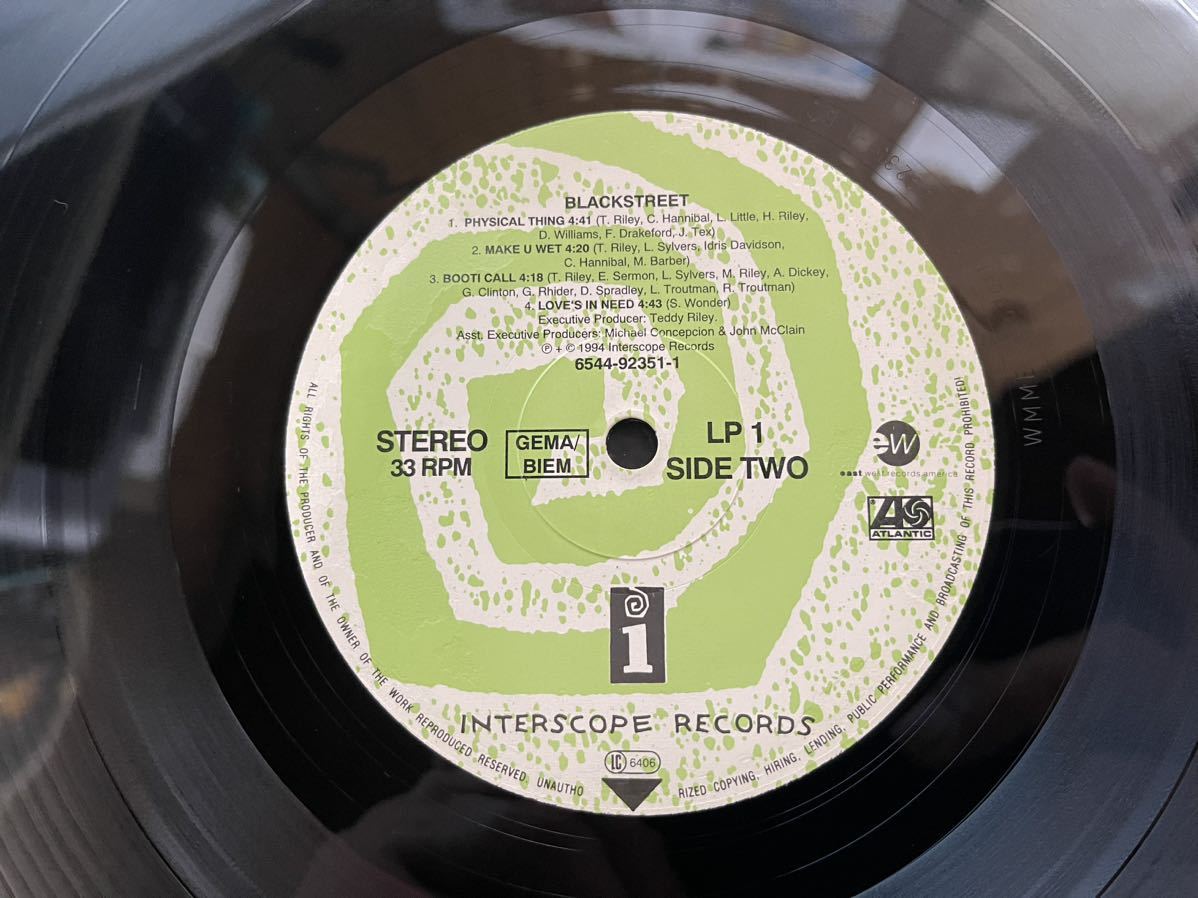 BLACKSTREET
1. PHYSICAL THING 4:41 (T. Riley, C. Hannibal, L. Little, H. Riley,
D. Williams, F. Drakeford, J. Tex)
2. MAKE U WET 4:20 (T. Riley, L. Sylvers, Idris Davidson,
C. Hannibal, M. Barber)
3. BOOTI CALL 4:18 (T. Riley, E. Sermon, L. Sylvers, M. Riley, A. Dickey,
G. Clinton, G. Rhider, D. Spradley, L. Troutman, R. Troutman)
4. LOVE'S IN NEED 4:43 (S. Wonder)
Executive Producer: Teddy Riley.
Asst. Executive Producers: Michael Concepcion & John McClain
℗ + © 1994 Interscope Records
6544-92351-1
STEREO
33 RPM
GEMA/
BIEM
LP 1
SIDE TWO
ew
east west records america
ATLANTIC
i
INTERSCOPE RECORDS
LC 6406
ALL RIGHTS OF THE PRODUCER AND OF THE OWNER OF THE WORK REPRODUCED RESERVED UNAUTHO
RIZED COPYING, HIRING, LENDING, PUBLIC PERFORMANCE AND BROADCASTING OF THIS RECORD PROHIBITED!
WMME